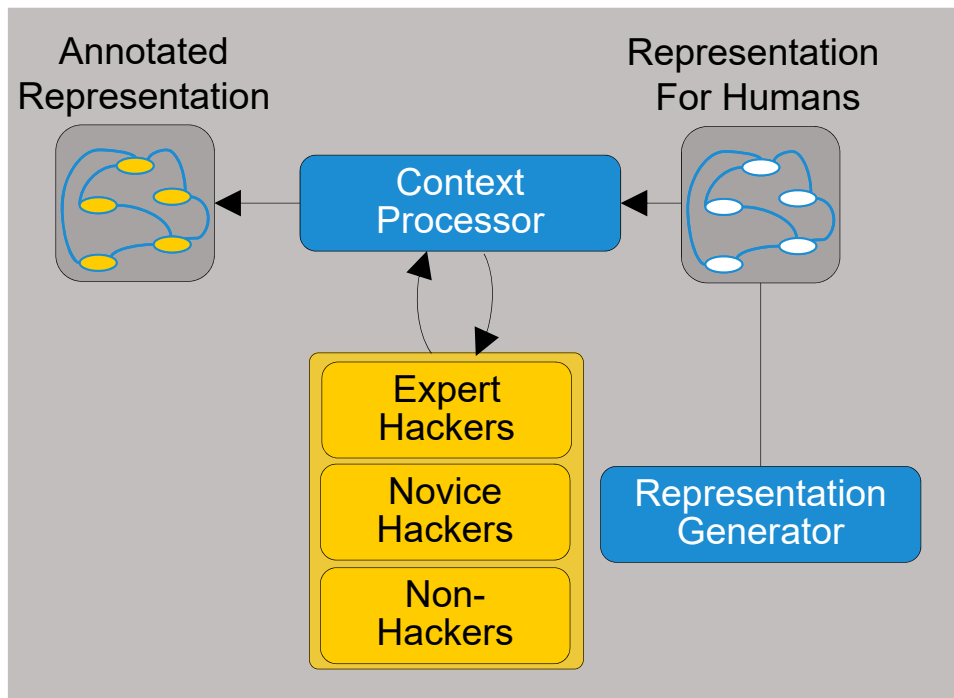 Annotated
Representation
Representation
For Humans
Context
Processor
Expert
Hackers
Novice
Hackers
Non-
Hackers
Representation
Generator